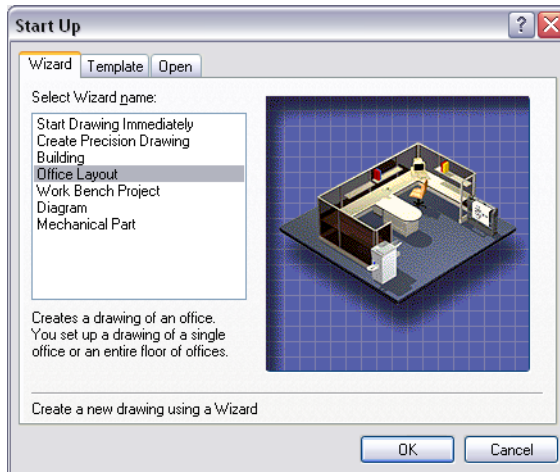 Start Up
Wizard Template Open
Select Wizard name:
Start Drawing Immediately
Create Precision Drawing
Building
Office Layout
Work Bench Project
Diagram
Mechanical Part
Creates a drawing of an office.
You set up a drawing of a single
office or an entire floor of offices.
Create a new drawing using a Wizard
OK Cancel